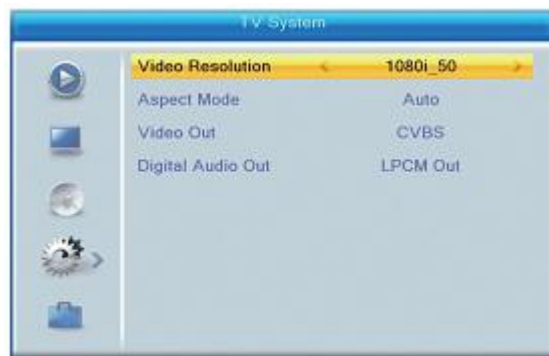 TV System
Video Resolution 1080i_50
Aspect Mode Auto
Video Out CVBS
Digital Audio Out LPCM Out